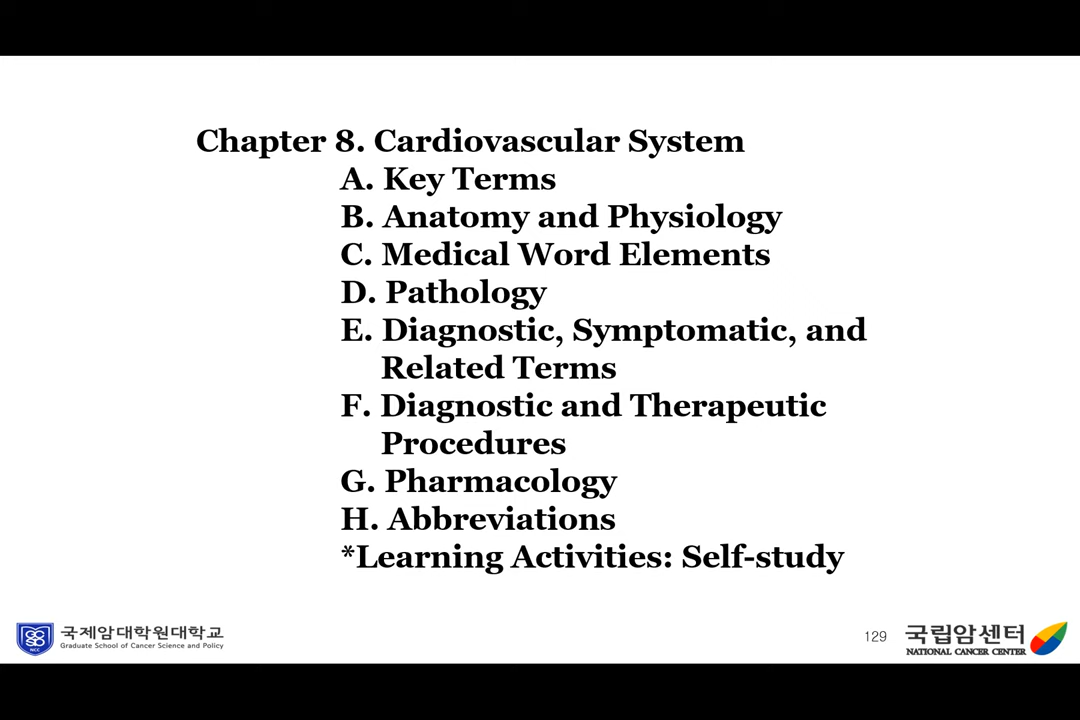 Chapter 8. Cardiovascular System
A. Key Terms
B. Anatomy and Physiology
C. Medical Word Elements
D. Pathology
E. Diagnostic, Symptomatic, and
Related Terms
F. Diagnostic and Therapeutic
Procedures
G. Pharmacology
H. Abbreviations
*Learning Activities: Self-study
NCC
국제암대학원대학교
Graduate School of Cancer Science and Policy
129
국립암센터
NATIONAL CANCER CENTER